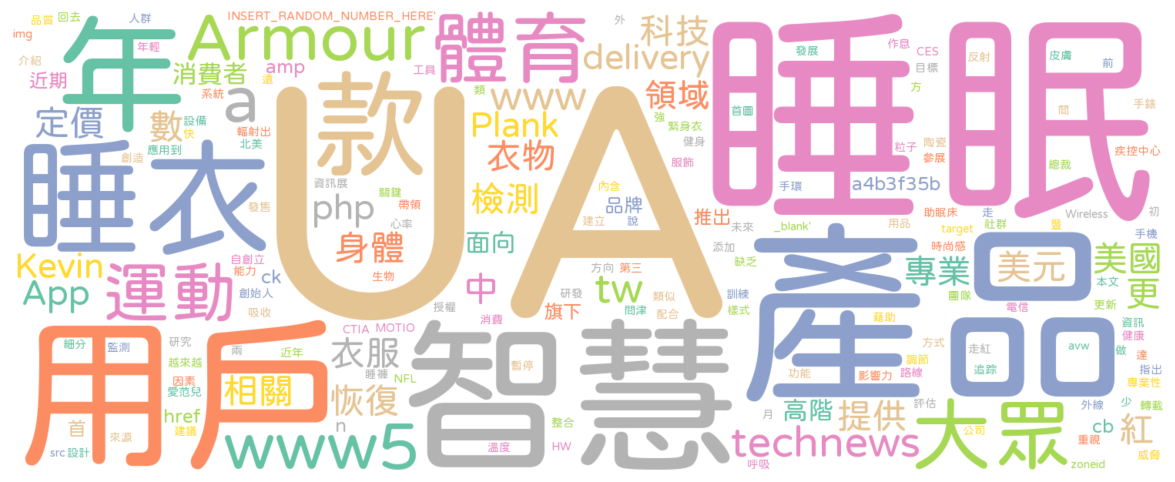 品質 回去 人群 INSERT_RANDOM_NUMBER_HERE' 外
img 年 年輕 Armour 體育 科技 睡眠 發展 作息 CES 反射 皮膚 前
介紹 近期 消費者 amp 工具 delivery 目標
系統 遠 款 類 www 領域 首圖 方 間 手錶
定價 數 設備 快 a UA 強 緊身衣 陶瓷
輻射出 北美 Plank 健身 粒子 參展 總裁 疾控中心
睡衣 創造 應用到 衣物 服飾
資訊展 關鍵 檢測 內含 手環 a4b3f35b
發售 php 帶領 品牌 推出 助眠床 走 Wireless 初
心率 建立 說 未來 _blank' 用品 社群 盤 手機
身體 面向 添加 target 時尚感
Kevin 自創立 能力 生物 方向 第三 缺乏 產品 專業 美元 美國
App 運動 ck 創始人 中 研發 tw 類似 訓練 團隊 本文 更
吸收 授權 旗下 問津 配合 樣式 電信 更新
用戶 細分 監測 研究 兩 CTIA MOTIO 消費 智慧 藉助 資訊
越來越 近年 衣服 暫停 方式 走紅 avw 做 健康 達
因素 愛范兒 相關 睡褲 NFL 功能 影響力 調節 路線 追踪 指出 專業性
href 恢復 月 高階 提供 評估 大眾 外線 少 轉載
首 來源 建議 n www5 整合 technews 公司 cb 紅
src 設計 溫度 HW 呼吸 重視 zoneid 威脅